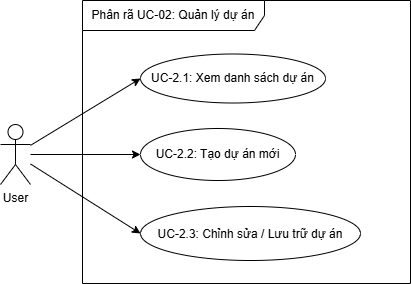 Phân rã UC-02: Quản lý dự án
UC-2.1: Xem danh sách dự án
UC-2.2: Tạo dự án mới
User
UC-2.3: Chỉnh sửa / Lưu trữ dự án